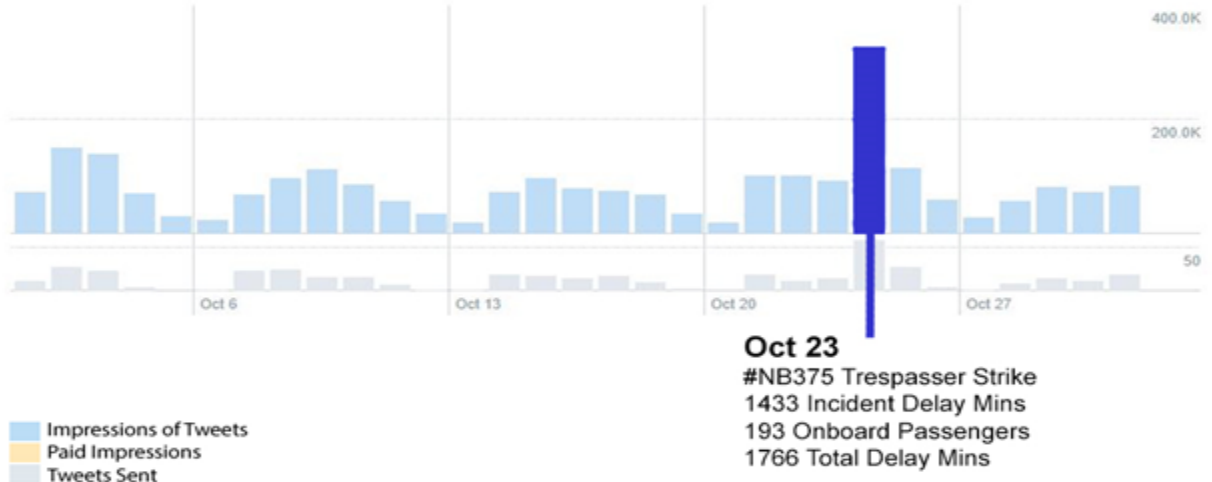 400.0K
200.0K
50
Oct 6
Oct 13
Oct 20
Oct 27
Oct 23
#NB375 Trespasser Strike
1433 Incident Delay Mins
193 Onboard Passengers
1766 Total Delay Mins
Impressions of Tweets
Paid Impressions
Tweets Sent